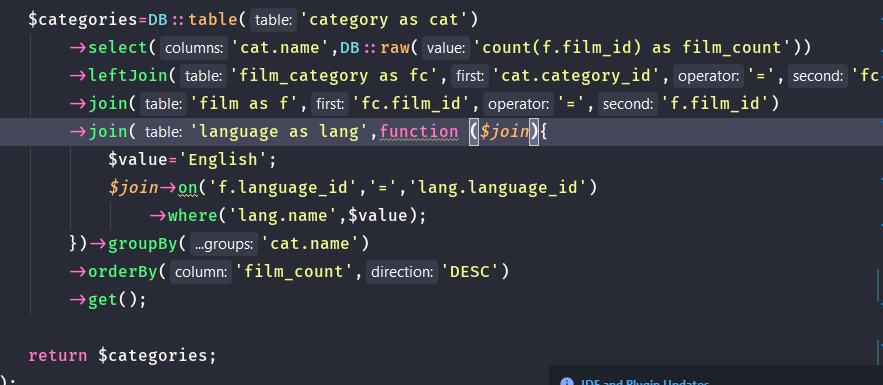 $categories=DB::table( table: 'category as cat')
->select( columns: 'cat.name',DB::raw( value: 'count(f.film_id) as film_count'))
->leftJoin( table: 'film_category as fc', first: 'cat.category_id', operator: '=', second: 'fc
->join( table: 'film as f', first: 'fc.film_id', operator: '=', second: 'f.film_id')
->join( table: 'language as lang',function ($join){
$value='English';
$join->on('f.language_id','=','lang.language_id')
->where('lang.name',$value);
})->groupBy( ...groups: 'cat.name')
->orderBy( column: 'film_count', direction: 'DESC')
->get();
return $categories;
);
IDE and Plugin Updates